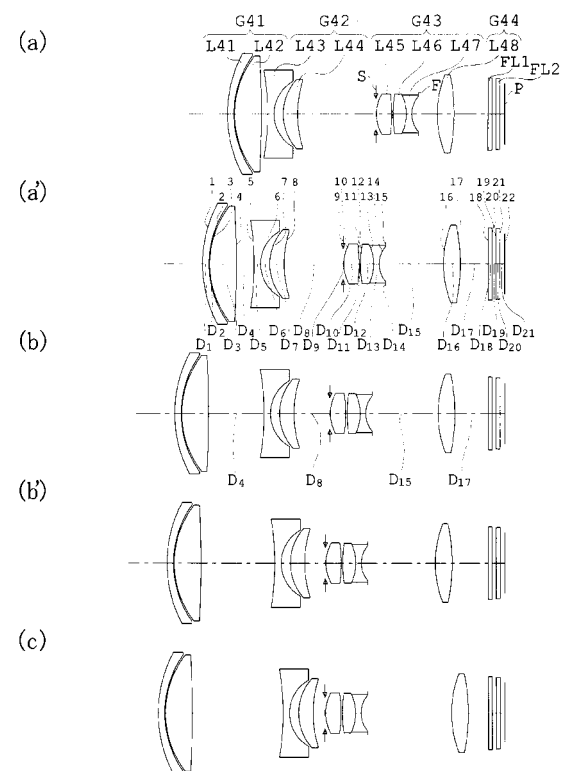 (a)
G41 G42 G43 G44
L41 L42 L43 L44 L45 L46 L47 L48
FL1
FL2
S F P
(a')
1 3 5 7 8 10 12 14 17 19 21
2 4 6 9 11 13 15 16 18 20 22
D2 D4 D6 D8 D10 D12 D15 D17 D19 D21
D1 D3 D5 D7 D9 D11 D13 D14 D16 D18 D20
(b)
D4 D8 D15 D17
(b')
(c)